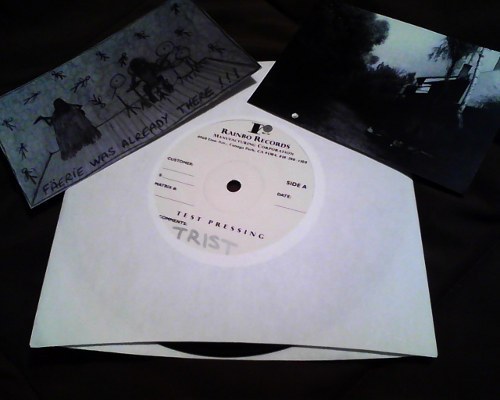 FAERIE WAS ALREADY THERE!!!
RAINBO RECORDS
MANUFACTURING CORPORATION
CUSTOMER:
SIDE A
MATRIX #:
DATE:
TEST PRESSING
COMMENTS:
TRIST